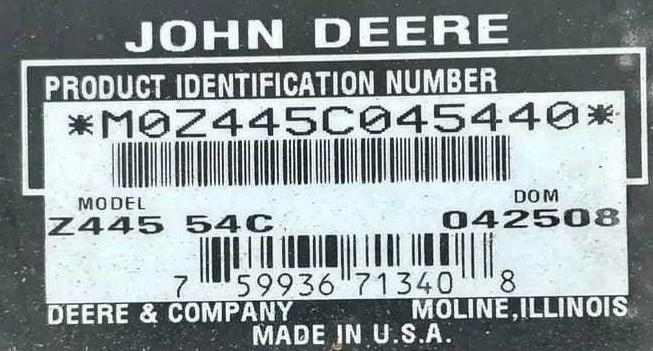 JOHN DEERE
PRODUCT IDENTIFICATION NUMBER
*M0Z445C045440*
MODEL DOM
Z445 54C 042508
7 59936 71340 8
DEERE & COMPANY MOLINE,ILLINOIS
MADE IN U.S.A.